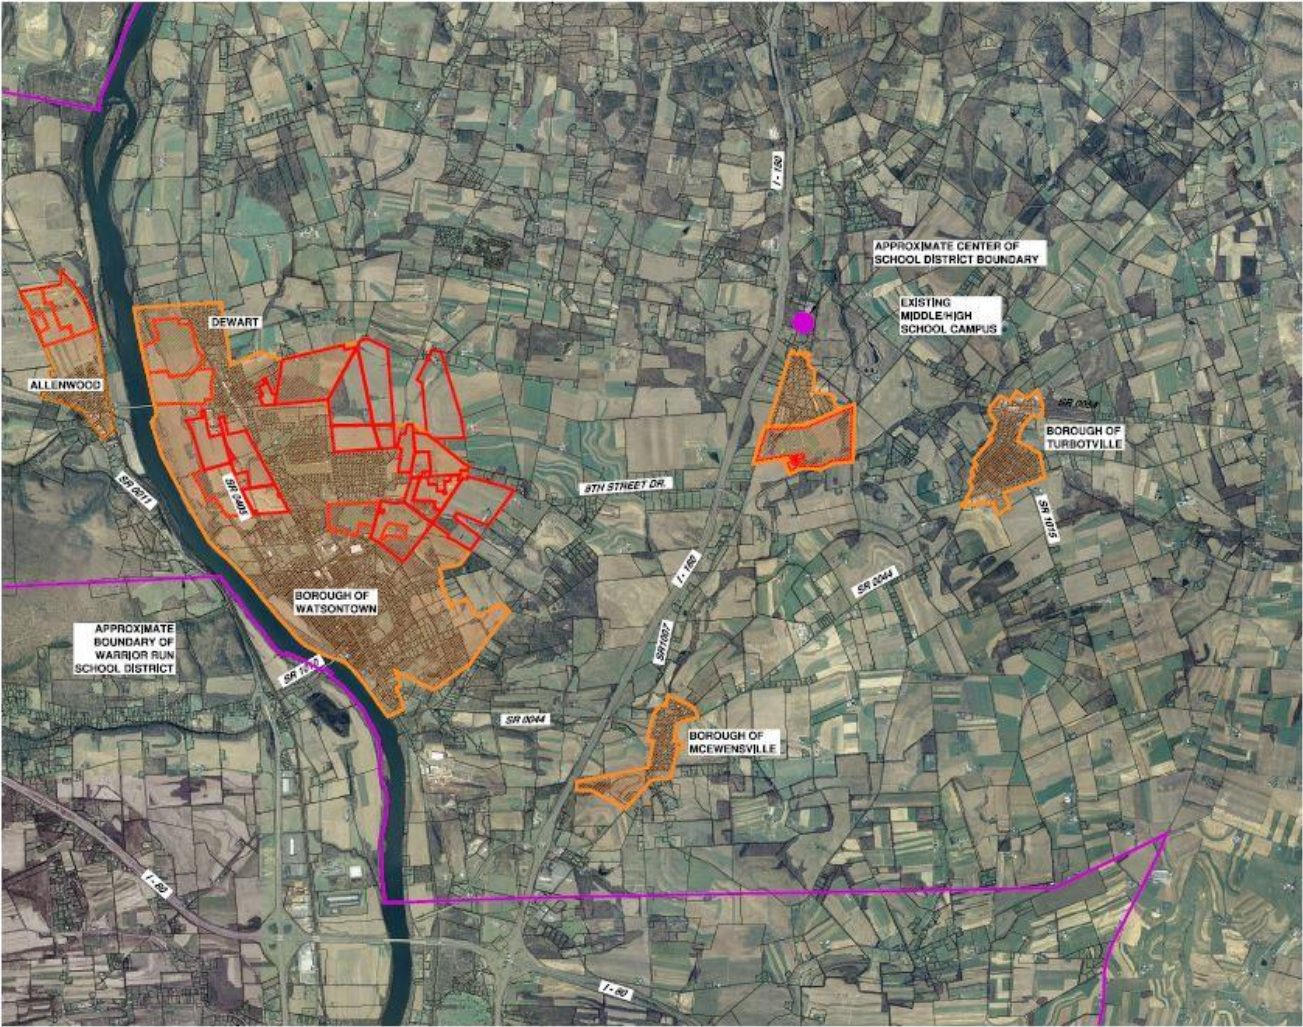 I - 180
APPROXIMATE CENTER OF
SCHOOL DISTRICT BOUNDARY
EXISTING
MIDDLE/HIGH
SCHOOL CAMPUS
DEWART
ALLENWOOD
SR 0054
BOROUGH OF
TURBOTVILLE
SR 0011
SR 0405
8TH STREET DR.
SR 1015
I - 180
SR 0044
BOROUGH OF
WATSONTOWN
APPROXIMATE
BOUNDARY OF
WARRIOR RUN
SCHOOL DISTRICT
SR1007
SR 1010
SR 0044
BOROUGH OF
MCEWENSVILLE
I - 80
I - 80